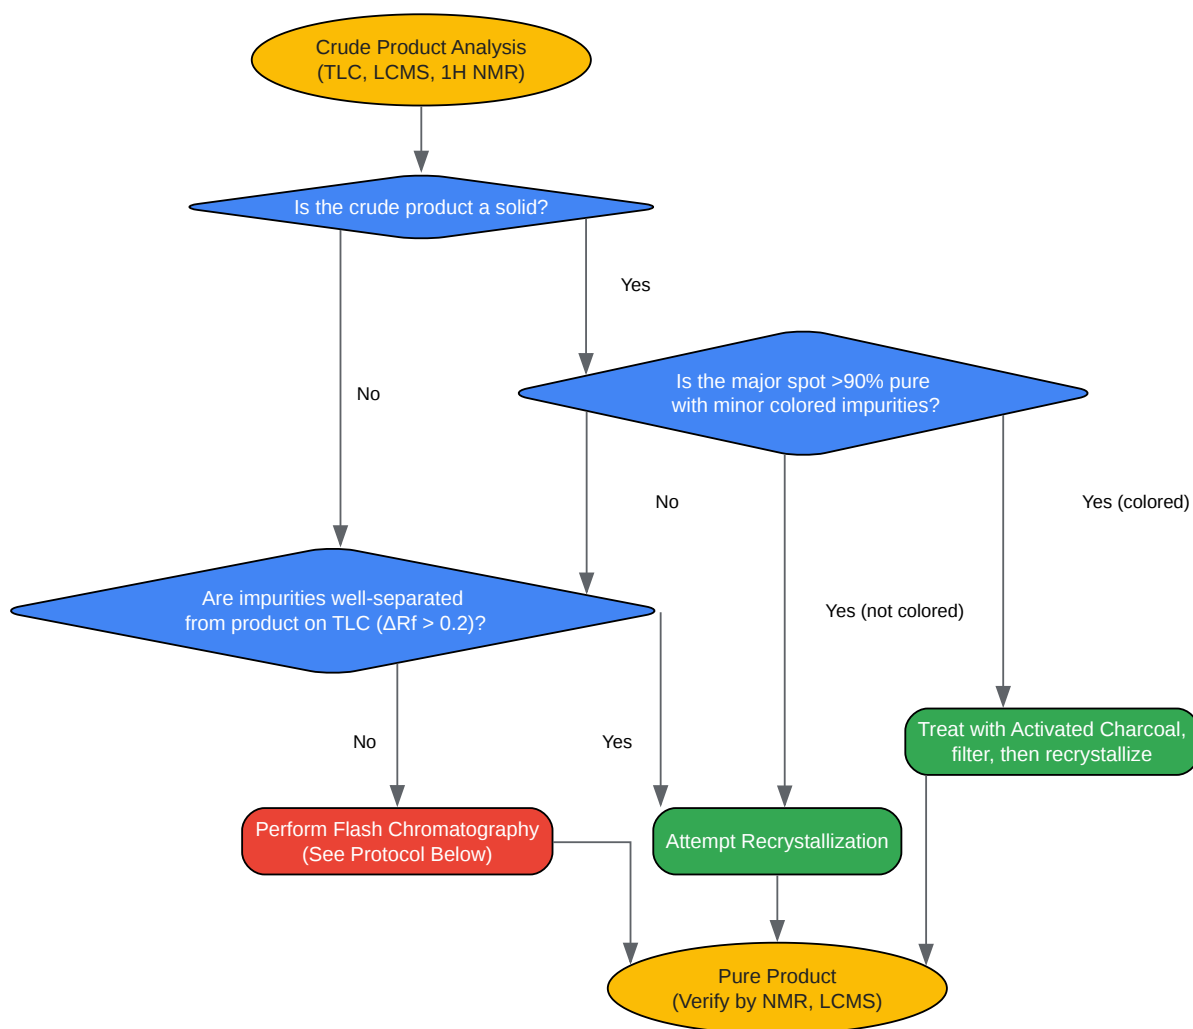 Crude Product Analysis
(TLC, LCMS, 1H NMR)
Is the crude product a solid?
Yes
No
Is the major spot >90% pure
with minor colored impurities?
No
Yes (colored)
Are impurities well-separated
from product on TLC (ΔRf > 0.2)?
Yes (not colored)
No
Yes
Treat with Activated Charcoal,
filter, then recrystallize
Perform Flash Chromatography
(See Protocol Below)
Attempt Recrystallization
Pure Product
(Verify by NMR, LCMS)